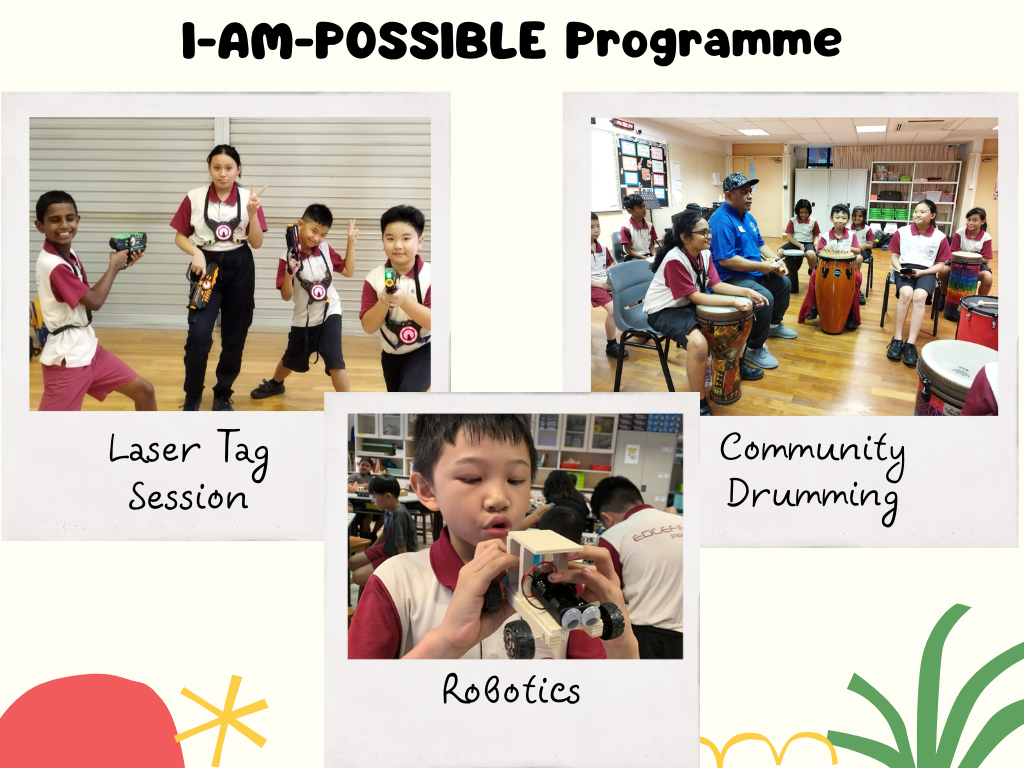 I-AM-POSSIBLE Programme
Laser Tag
Session
Community
Drumming
Robotics